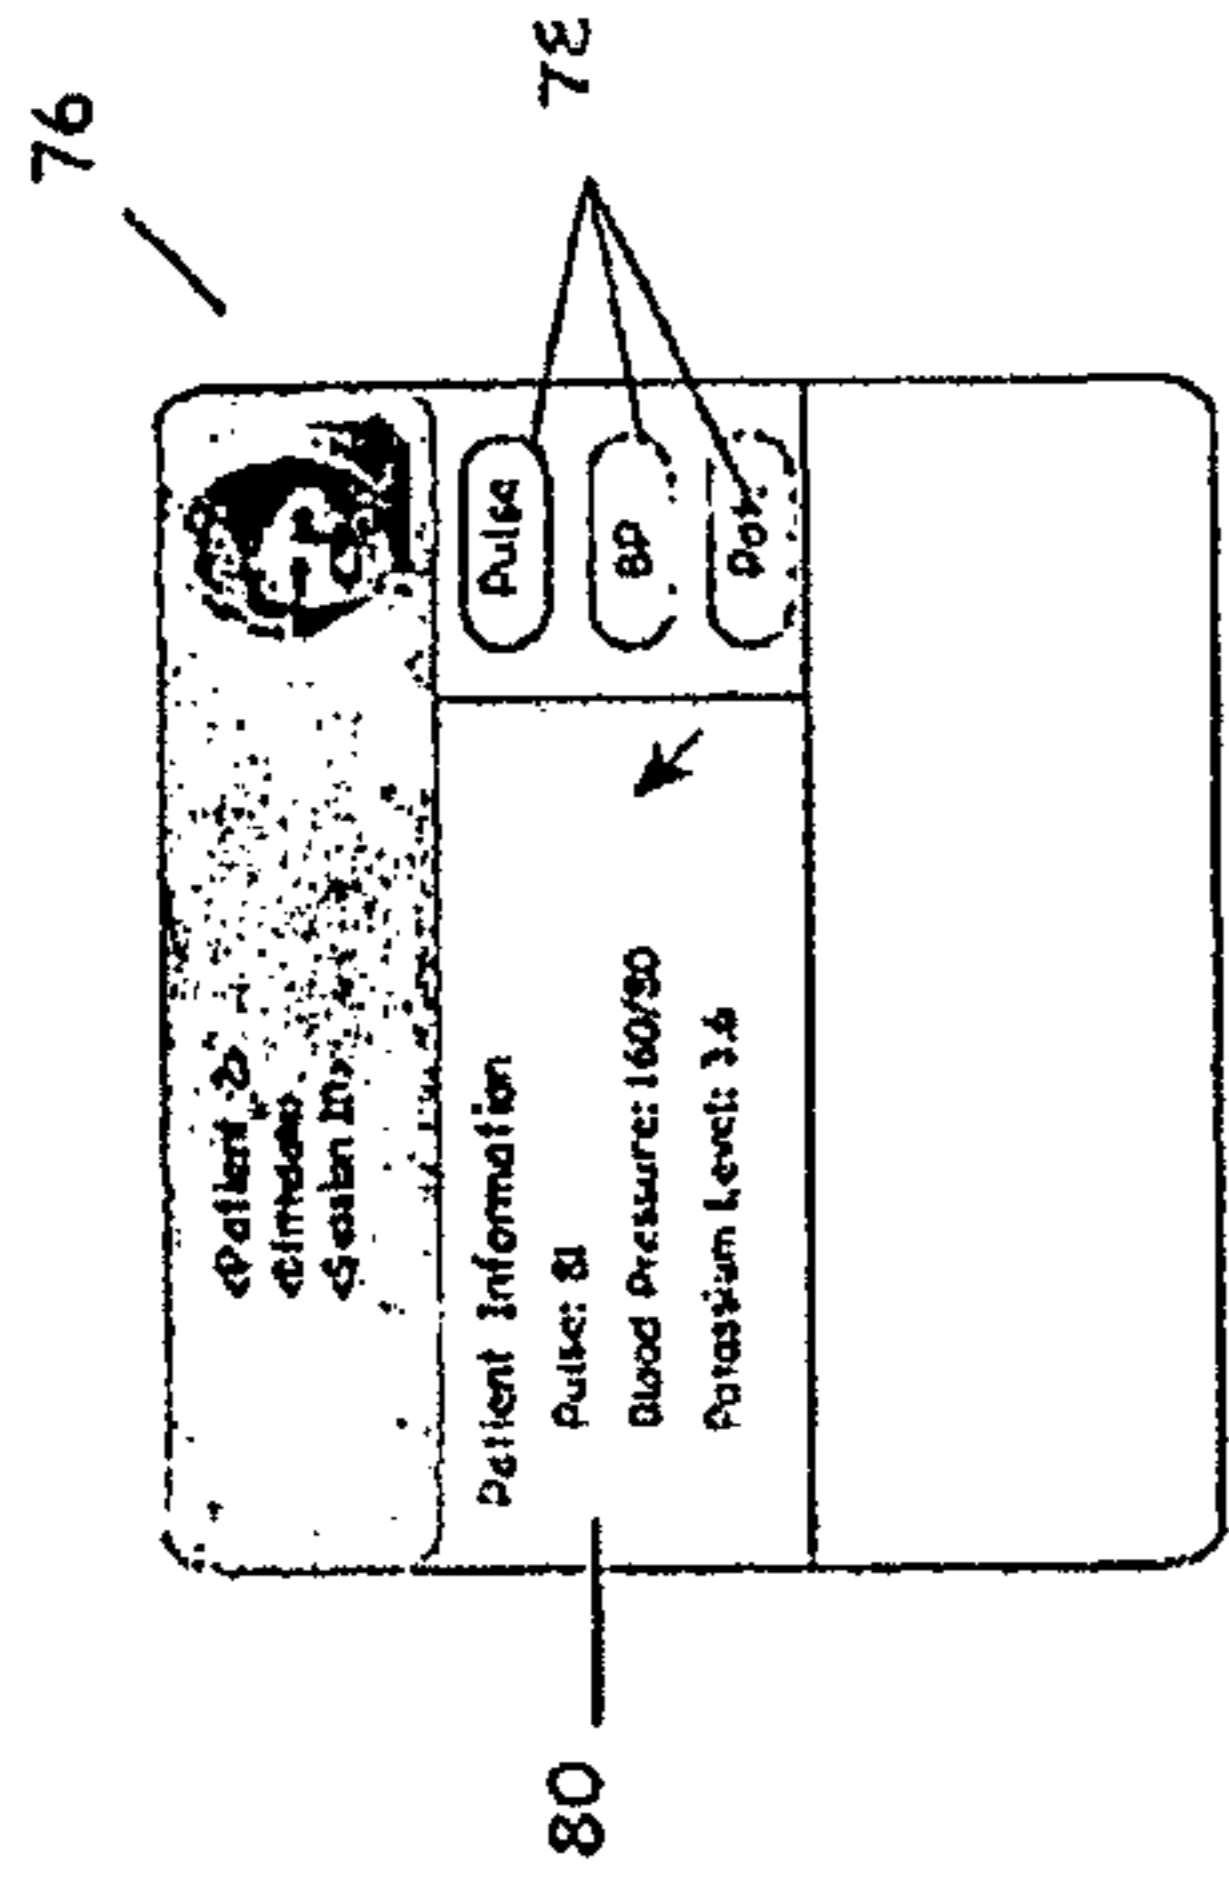 76
<Patient 2>
Patient Information
Pulse
Pulse: 81
78
80
BP
Blood Pressure: 160/90
Pot.
Potassium Level: 3.6